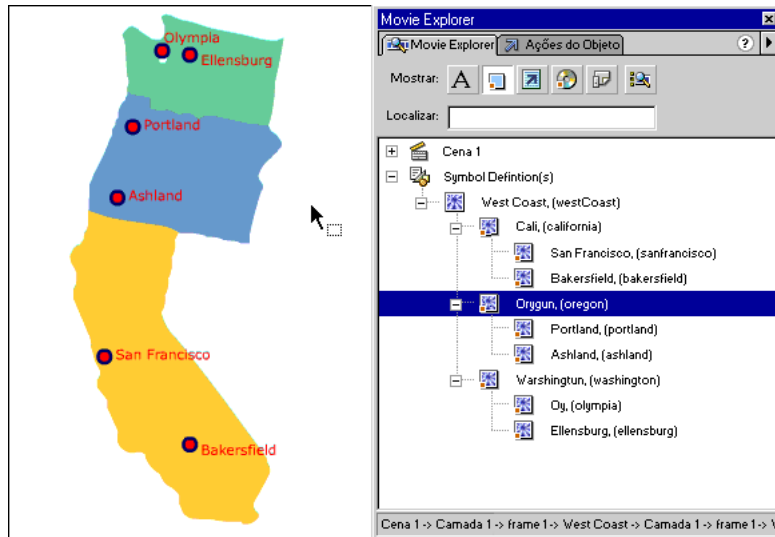 Olympia
Ellensburg
Portland
Ashland
San Francisco
Bakersfield
Movie Explorer
Movie Explorer
Ações do Objeto
?
Mostrar:
A
Localizar:
Cena 1
Symbol Defintion(s)
West Coast, (westCoast)
Cali, (california)
San Francisco, (sanfrancisco)
Bakersfield, (bakersfield)
Orygun, (oregon)
Portland, (portland)
Ashland, (ashland)
Warshingtun, (washington)
Oy, (olympia)
Ellensburg, (ellensburg)
Cena 1 -> Camada 1 -> frame 1-> West Coast -> Camada 1 -> frame 1->